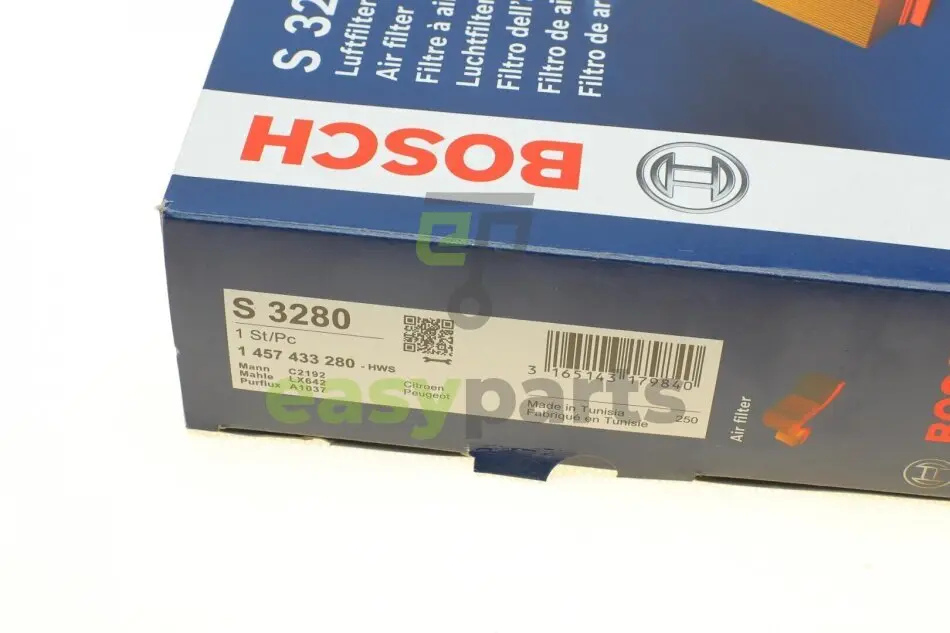 S 32
Luftfilter
Air filter
Filtre à ai
Luchtfilter
Filtro dell'
Filtro de ai
Filtro de ar
BOSCH
S 3280
1 St/Pc
1 457 433 280 - HWS
Mann C2192
Mahle LX642
Purflux A1037
Citroen
Peugeot
3 165143 179840
Made in Tunisia
Fabriqué en Tunisie
250
Air filter
BO
easyparts